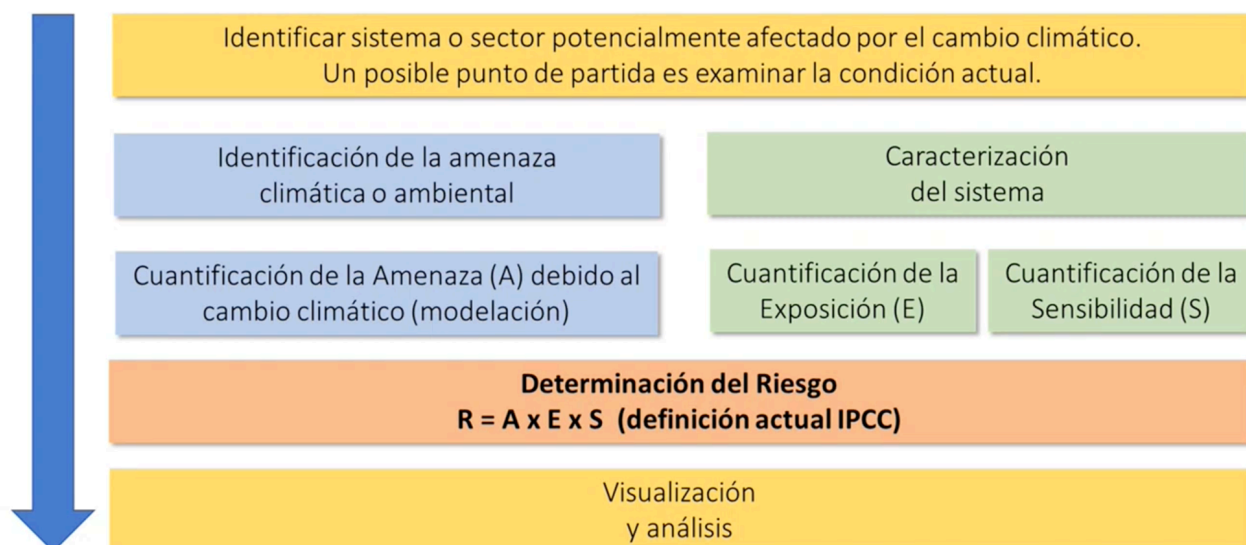 Identificar sistema o sector potencialmente afectado por el cambio climático.
Un posible punto de partida es examinar la condición actual.
Identificación de la amenaza
climática o ambiental
Caracterización
del sistema
Cuantificación de la Amenaza (A) debido al
cambio climático (modelación)
Cuantificación de la
Exposición (E)
Cuantificación de la
Sensibilidad (S)
Determinación del Riesgo
R = A x E x S (definición actual IPCC)
Visualización
y análisis